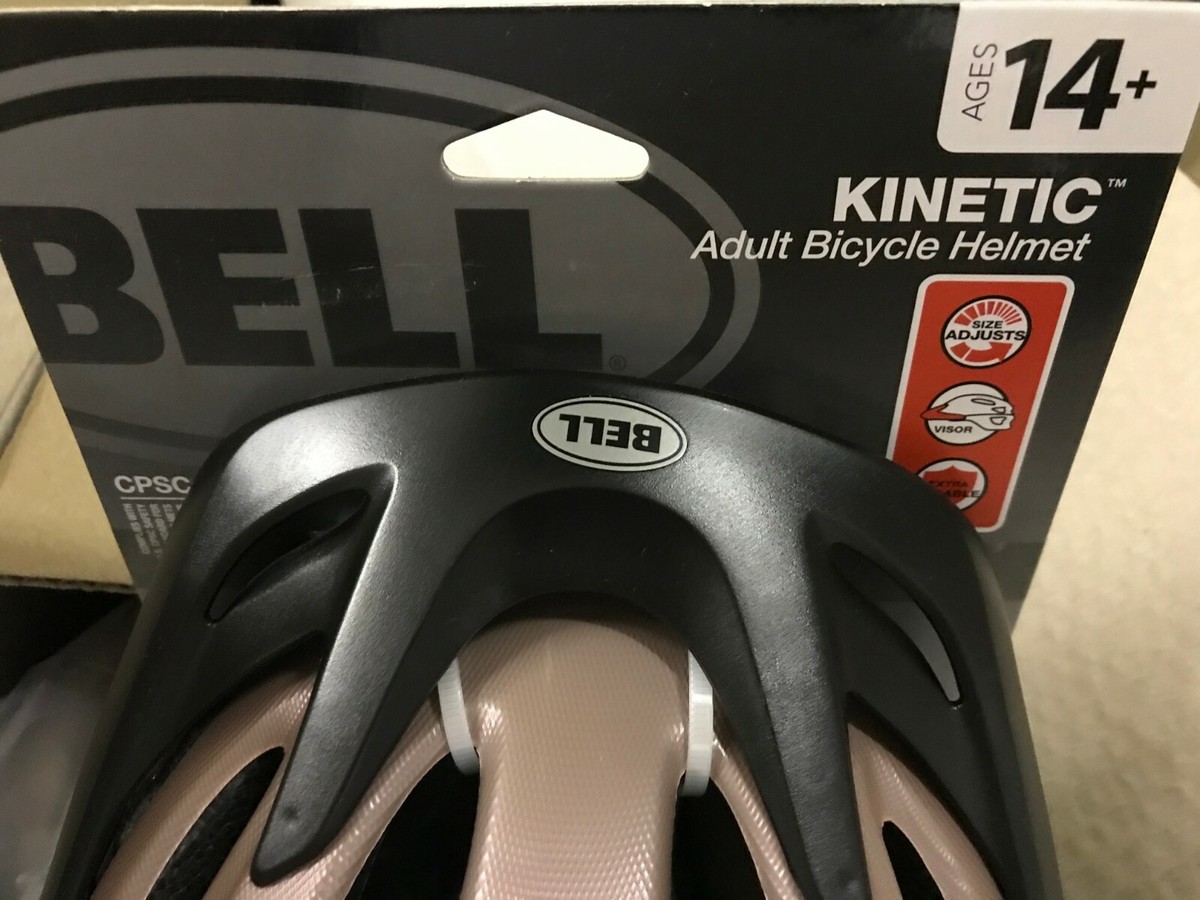 AGES
14+
BELL®
KINETIC™
Adult Bicycle Helmet
SIZE
ADJUSTS
VISOR
EXTRA
CPSC
BELL